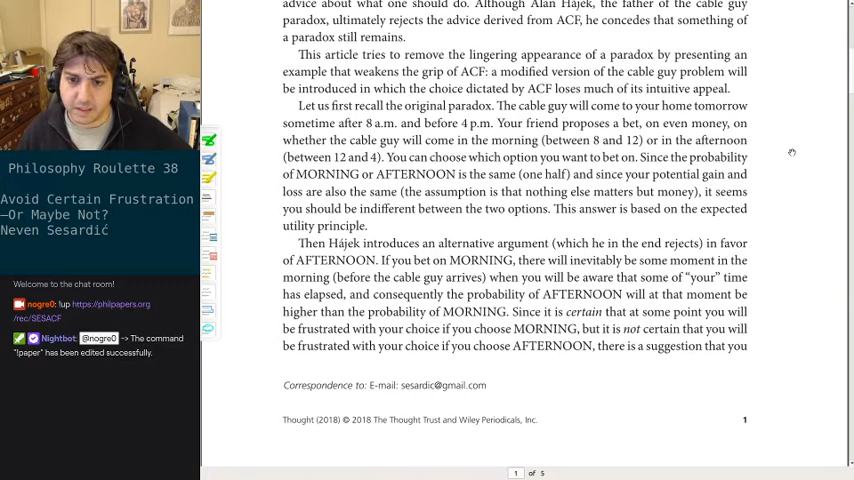 advice about what one should do. Although Alan Hájek, the father of the cable guy
paradox, ultimately rejects the advice derived from ACF, he concedes that something of
a paradox still remains.
This article tries to remove the lingering appearance of a paradox by presenting an
example that weakens the grip of ACF: a modified version of the cable guy problem will
be introduced in which the choice dictated by ACF loses much of its intuitive appeal.
Let us first recall the original paradox. The cable guy will come to your home tomorrow
sometime after 8 a.m. and before 4 p.m. Your friend proposes a bet, on even money, on
whether the cable guy will come in the morning (between 8 and 12) or in the afternoon
(between 12 and 4). You can choose which option you want to bet on. Since the probability
of MORNING or AFTERNOON is the same (one half) and since your potential gain and
loss are also the same (the assumption is that nothing else matters but money), it seems
you should be indifferent between the two options. This answer is based on the expected
utility principle.
Then Hájek introduces an alternative argument (which he in the end rejects) in favor
of AFTERNOON. If you bet on MORNING, there will inevitably be some moment in the
morning (before the cable guy arrives) when you will be aware that some of “your” time
has elapsed, and consequently the probability of AFTERNOON will at that moment be
higher than the probability of MORNING. Since it is certain that at some point you will
be frustrated with your choice if you choose MORNING, but it is not certain that you will
be frustrated with your choice if you choose AFTERNOON, there is a suggestion that you
Correspondence to: E-mail: sesardic@gmail.com
Thought (2018) © 2018 The Thought Trust and Wiley Periodicals, Inc.
1
1 of 5
Philosophy Roulette 38
Avoid Certain Frustration
—Or Maybe Not?
Neven Sesardić
Welcome to the chat room!
nogre0: !up https://philpapers.org
/rec/SESACF
Nightbot: @nogre0 -> The command
"!paper" has been edited successfully.